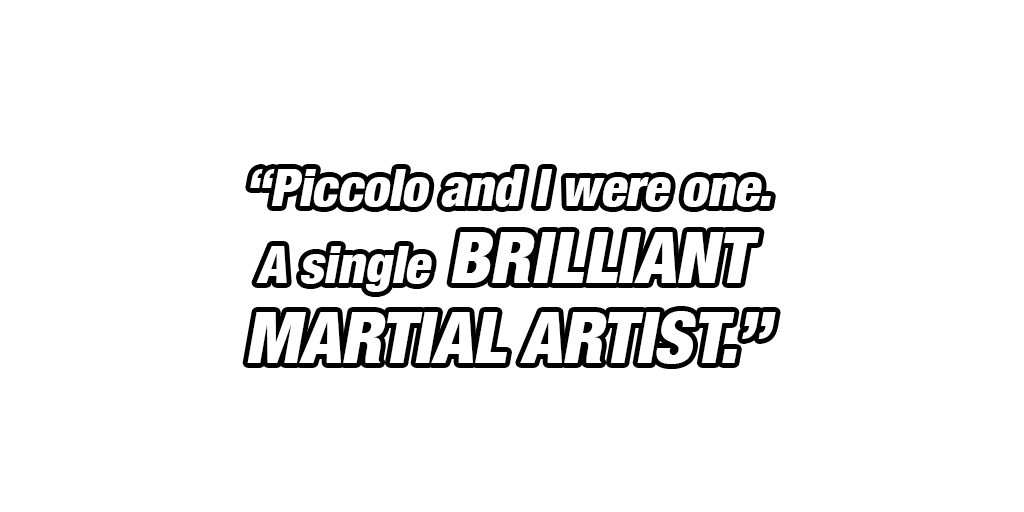 “Piccolo and I were one.
A single BRILLIANT
MARTIAL ARTIST.”